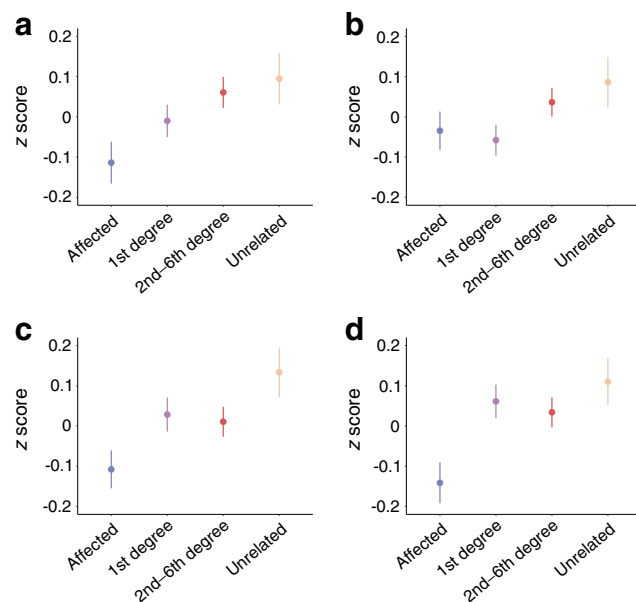 a
0.2
0.1
0
-0.1
-0.2
z score
Affected
1st degree
2nd–6th degree
Unrelated
b
0.2
0.1
0
-0.1
-0.2
z score
Affected
1st degree
2nd–6th degree
Unrelated
c
0.2
0.1
0
-0.1
-0.2
z score
Affected
1st degree
2nd–6th degree
Unrelated
d
0.2
0.1
0
-0.1
-0.2
z score
Affected
1st degree
2nd–6th degree
Unrelated